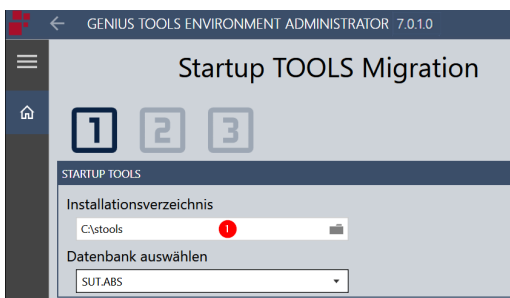 GENIUS TOOLS ENVIRONMENT ADMINISTRATOR 7.0.1.0
Startup TOOLS Migration
1 2 3
STARTUP TOOLS
Installationsverzeichnis
C:\stools 1
Datenbank auswählen
SUT.ABS